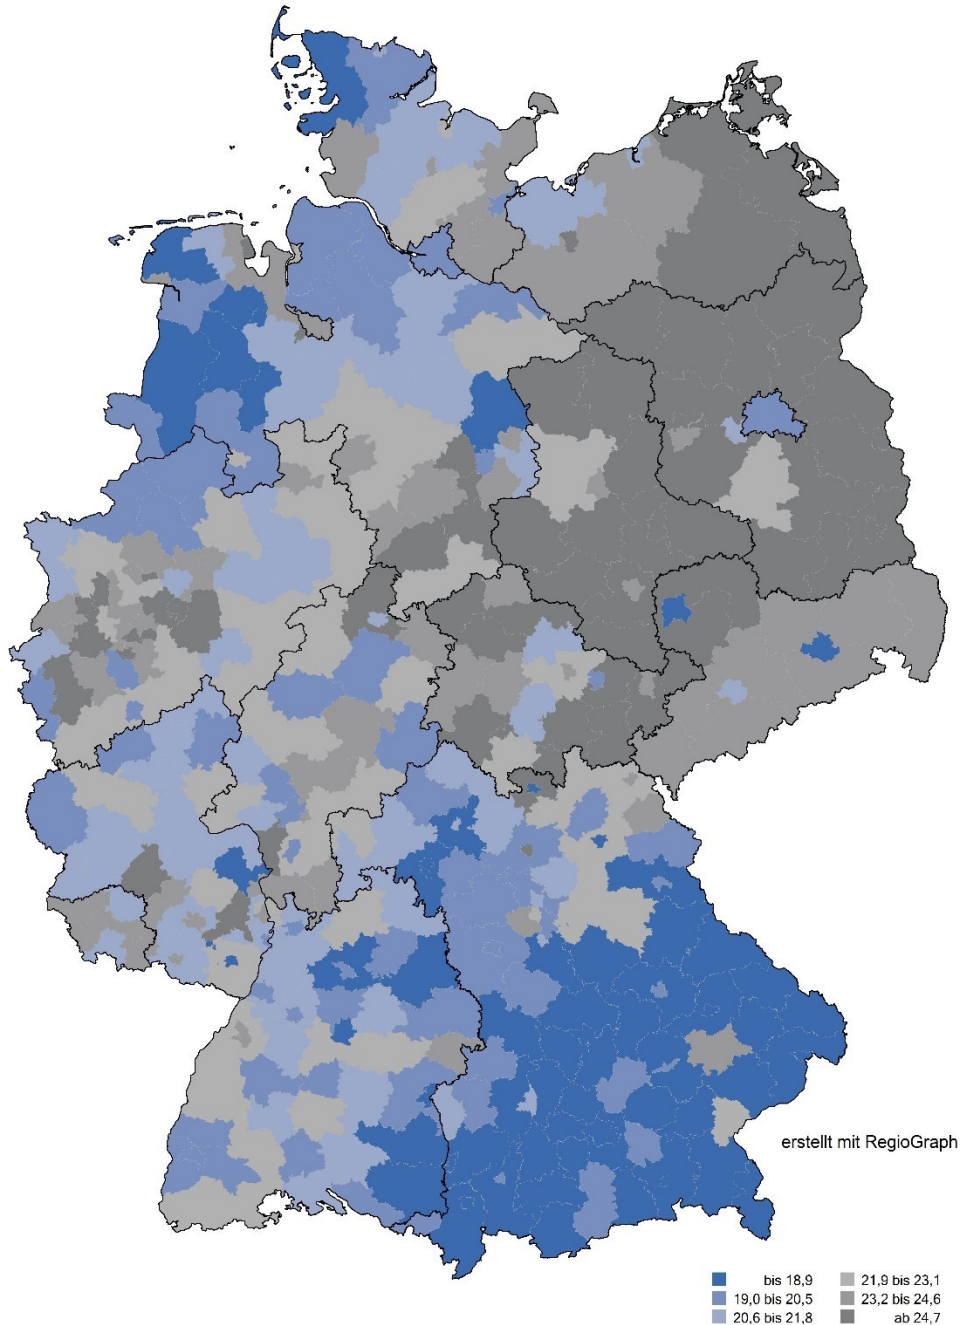 erstellt mit RegioGraph
bis 18,9
19,0 bis 20,5
20,6 bis 21,8
21,9 bis 23,1
23,2 bis 24,6
ab 24,7